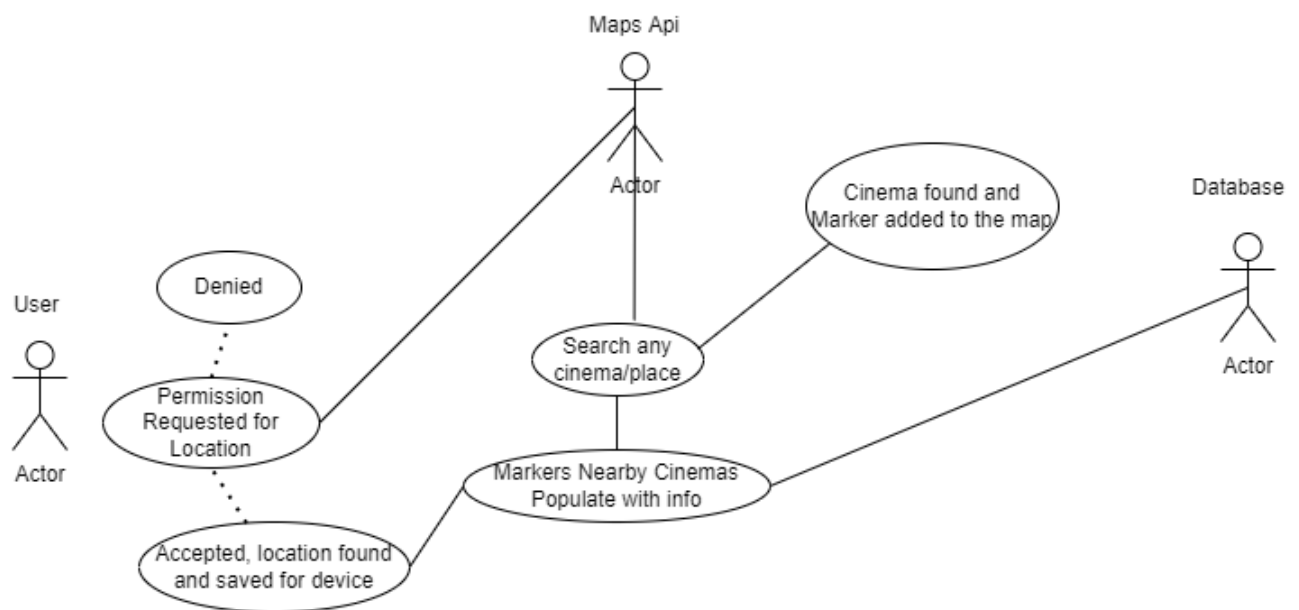 Maps Api
Actor
Cinema found and
Marker added to the map
Database
Actor
Denied
User
Actor
Search any
cinema/place
Permission
Requested for
Location
Markers Nearby Cinemas
Populate with info
Accepted, location found
and saved for device